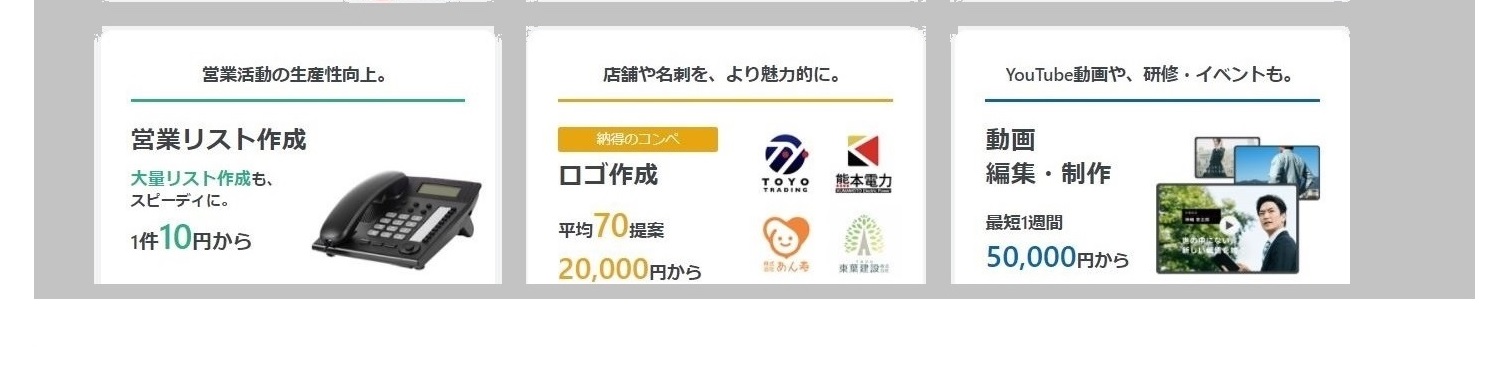 営業活動の生産性向上。
営業リスト作成
大量リスト作成も、
スピーディに。
1件10円から
店舗や名刺を、より魅力的に。
納得のコンペ
ロゴ作成
平均70提案
20,000円から
TOYO
TRADING
熊本電力
あん寿
東葉建設
YouTube動画や、研修・イベントも。
動画
編集・制作
最短1週間
50,000円から